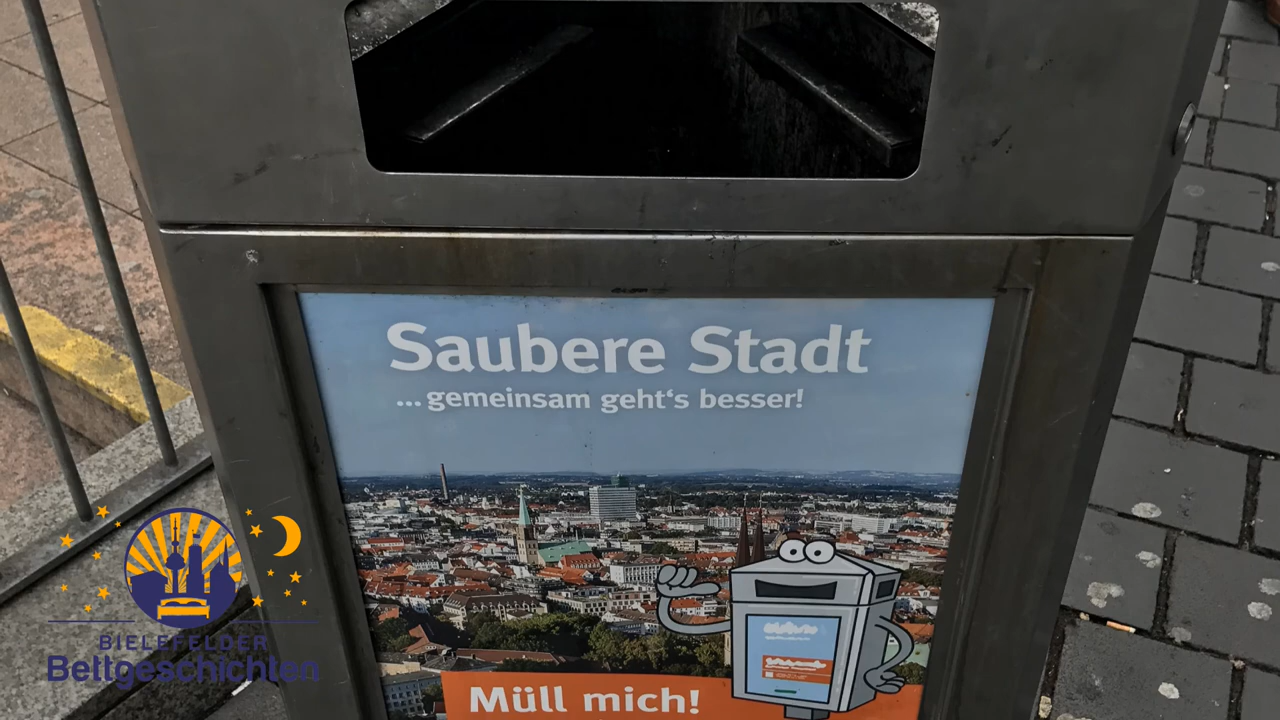 Saubere Stadt
... gemeinsam geht‘s besser!
Müll mich!
BIELEFELDER
Bettgeschichten